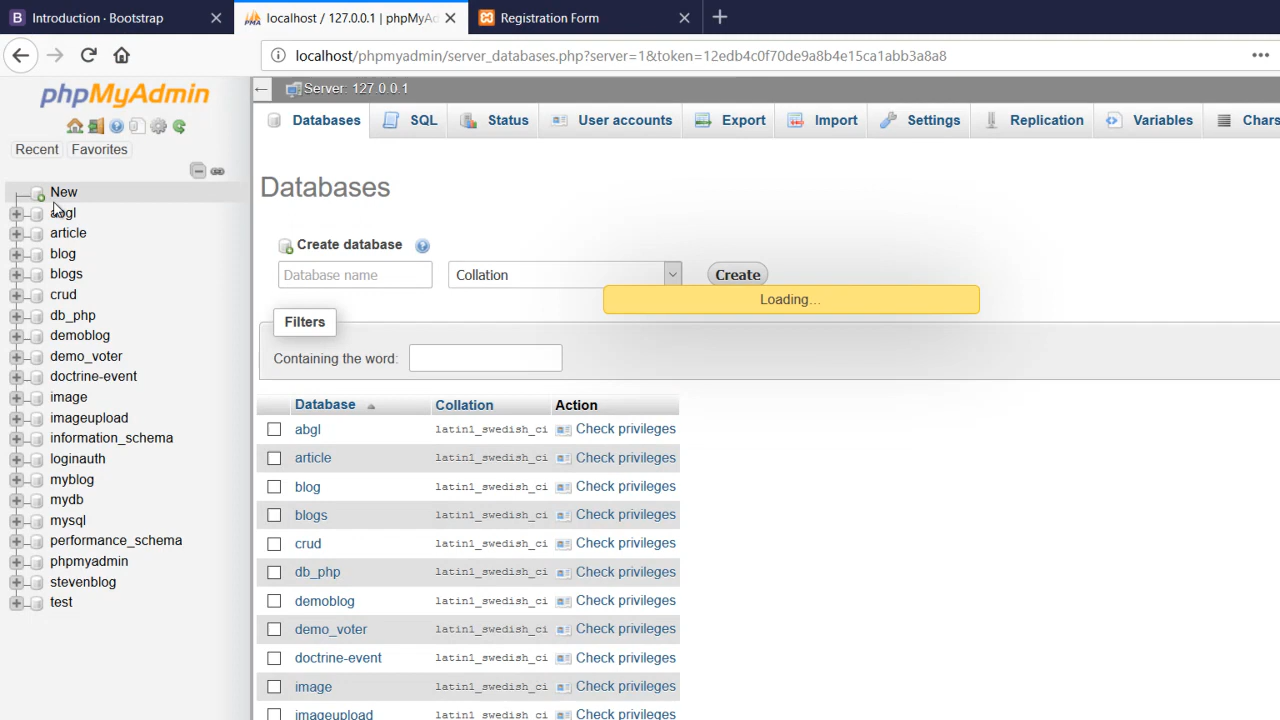 Introduction · Bootstrap
localhost / 127.0.0.1 | phpMyAd
Registration Form
localhost/phpmyadmin/server_databases.php?server=1&token=12edb4c0f70de9a8b4e15ca1abb3a8a8
phpMyAdmin
Recent
Favorites
New
abgl
article
blog
blogs
crud
db_php
demoblog
demo_voter
doctrine-event
image
imageupload
information_schema
loginauth
myblog
mydb
mysql
performance_schema
phpmyadmin
stevenblog
test
Server: 127.0.0.1
Databases
SQL
Status
User accounts
Export
Import
Settings
Replication
Variables
Chars
Databases
Create database
Database name
Collation
Create
Loading...
Filters
Containing the word:
Database Collation Action
abgl latin1_swedish_ci Check privileges
article latin1_swedish_ci Check privileges
blog latin1_swedish_ci Check privileges
blogs latin1_swedish_ci Check privileges
crud latin1_swedish_ci Check privileges
db_php latin1_swedish_ci Check privileges
demoblog latin1_swedish_ci Check privileges
demo_voter latin1_swedish_ci Check privileges
doctrine-event latin1_swedish_ci Check privileges
image latin1_swedish_ci Check privileges
imageupload latin1_swedish_ci Check privileges